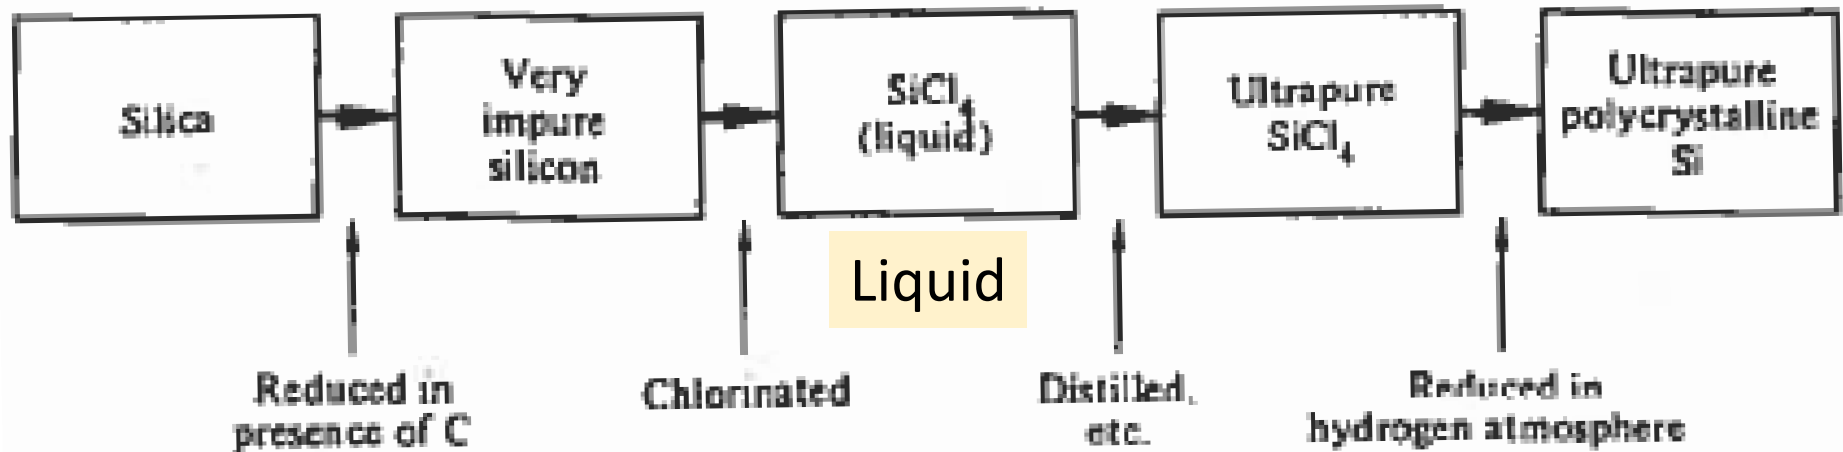 Silica
Very
impure
silicon
SiCl4
(liquid)
Ultrapure
SiCl4
Ultrapure
polycrystalline
Si
Liquid
Reduced in
presence of C
Chlorinated
Distilled,
etc.
Reduced in
hydrogen atmosphere